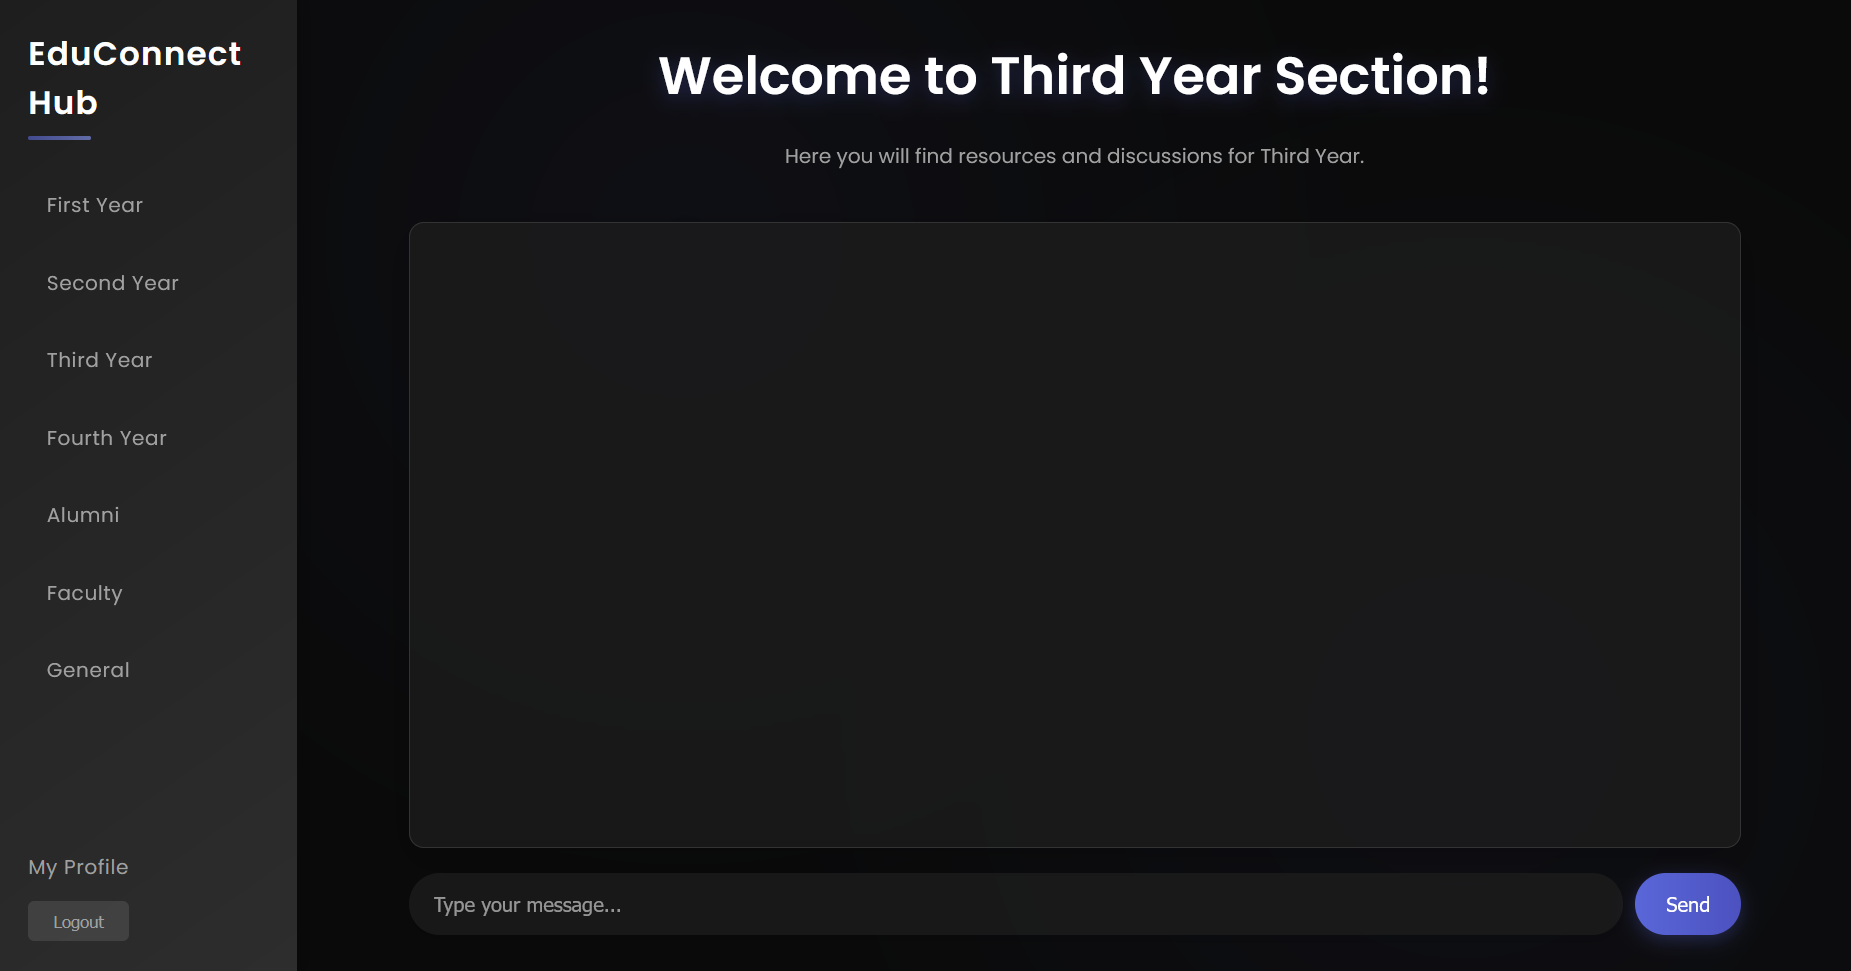 EduConnect
Hub
First Year
Second Year
Third Year
Fourth Year
Alumni
Faculty
General
My Profile
Logout
Welcome to Third Year Section!
Here you will find resources and discussions for Third Year.
Type your message...
Send